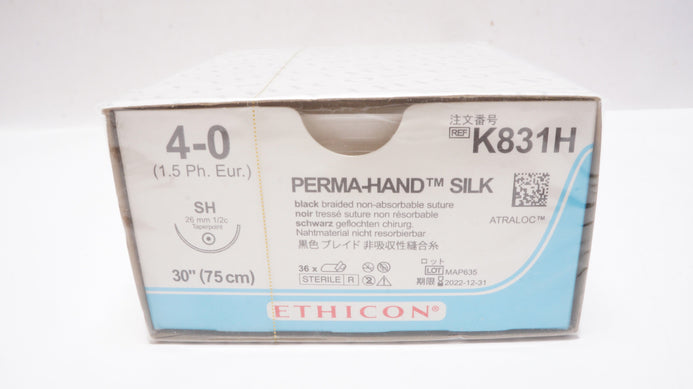 4-0
(1.5 Ph. Eur.)
SH
26 mm 1/2c
Taperpoint
30" (75 cm)
注文番号
REF K831H
PERMA-HAND™ SILK
black braided non-absorbable suture
noir tressé suture non résorbable
schwarz geflochten chirurg.
Nahtmaterial nicht resorbierbar
黒色 ブレイド 非吸収性縫合糸
ATRALOC™
36 x
STERILE R
ロット
LOT MAP635
期限 2022-12-31
ETHICON®